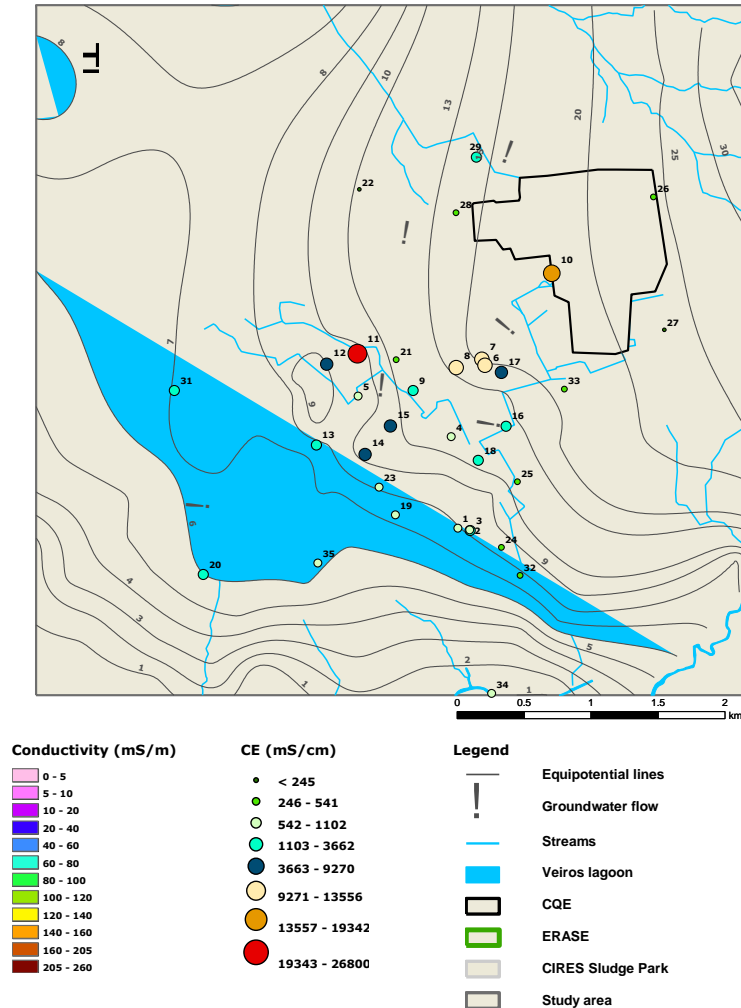 8
8
10
13
20
25
30
29
22
28
26
10
27
7
11
12
21
7
8
6
17
5
9
33
31
6
15
4
16
13
14
18
23
25
19
1
3
2
9
24
6
20
35
32
4
3
5
2
1
1
34
1
0 0.5 1 1.5 2
km
Conductivity (mS/m)
0 - 5
5 - 10
10 - 20
20 - 40
40 - 60
60 - 80
80 - 100
100 - 120
120 - 140
140 - 160
160 - 205
205 - 260
CE (mS/cm)
< 245
246 - 541
542 - 1102
1103 - 3662
3663 - 9270
9271 - 13556
13557 - 19342
19343 - 26800
Legend
Equipotential lines
! Groundwater flow
Streams
Veiros lagoon
CQE
ERASE
CIRES Sludge Park
Study area